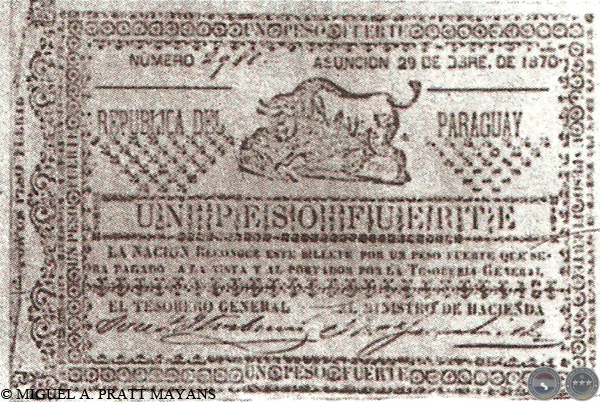 UN PESO FUERTE
NUMERO
ASUNCION 29 DE DBRE. DE 1870
REPUBLICA DEL PARAGUAY
UN PESO FUERTE
LA NACION RECONOCE ESTE BILLETE POR UN PESO FUERTE QUE SE-
RA PAGADO A LA VISTA Y AL PORTADOR POR LA TESORERIA GENERAL.
EL TESORERO GENERAL EL MINISTRO DE HACIENDA
UN PESO FUERTE
© MIGUEL A. PRATT MAYANS